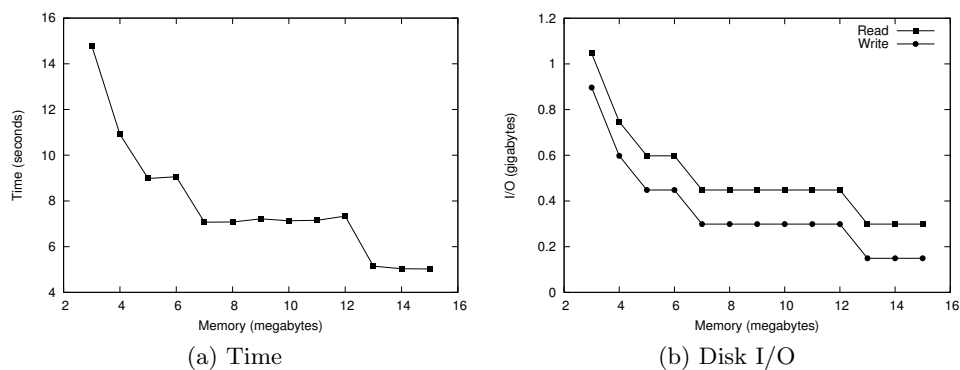 16
14
12
10
8
6
4
Time (seconds)
2 4 6 8 10 12 14 16
Memory (megabytes)
(a) Time
1.2
1
0.8
0.6
0.4
0.2
0
I/O (gigabytes)
Read
Write
2 4 6 8 10 12 14 16
Memory (megabytes)
(b) Disk I/O